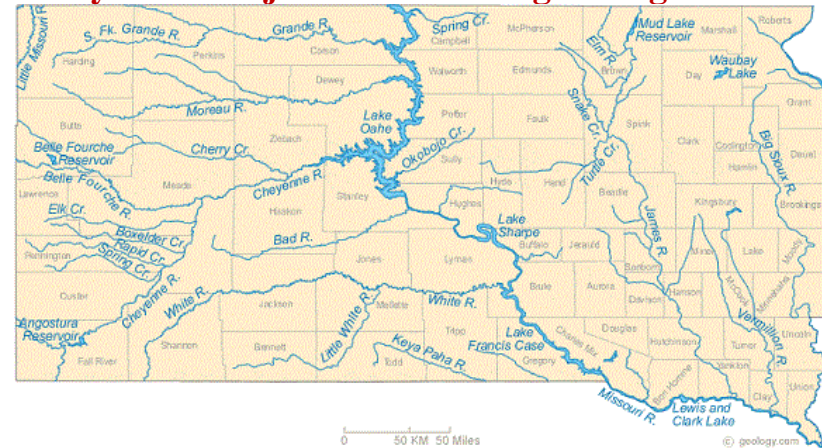 Spring Cr.
Mud Lake
Reservoir
Roberts
Little Missouri R.
S. Fk. Grande R.
Grande R.
McPherson
Marshall
Campbell
Elm R.
Harding
Perkins
Corson
Walworth
Edmunds
Brown
Day
Waubay
Lake
Dewey
Grant
Moreau R.
Lake
Oahe
Potter
Faulk
Snake Cr.
Spink
Clark
Codington
Butte
Ziebach
Belle Fourche
Reservoir
Cherry Cr.
Okobojo Cr.
Sully
Hamlin
Deuel
Big Sioux R.
Turtle Cr.
Belle Fourche R.
Meade
Cheyenne R.
Hyde
Hand
Beadle
Lawrence
Stanley
Hughes
Kingsbury
Brookings
Elk Cr.
Haakon
Lake
Sharpe
James R.
Boxelder Cr.
Rapid Cr.
Spring Cr.
Bad R.
Buffalo
Jerauld
Sanborn
Miner
Lake
Moody
Pennington
Jones
Lyman
Brule
Aurora
Davison
Hanson
McCook
Minnehaha
Custer
Cheyenne R.
White R.
Jackson
Mellette
White R.
Vermillion R.
Angostura
Reservoir
Shannon
Bennett
Little White R.
Tripp
Lake
Francis Case
Charles Mix
Douglas
Hutchinson
Turner
Lincoln
Fall River
Keya Paha R.
Todd
Gregory
Bon Homme
Yankton
Clay
Union
Missouri R.
Lewis and
Clark Lake
0 50 KM 50 Miles
© geology.com